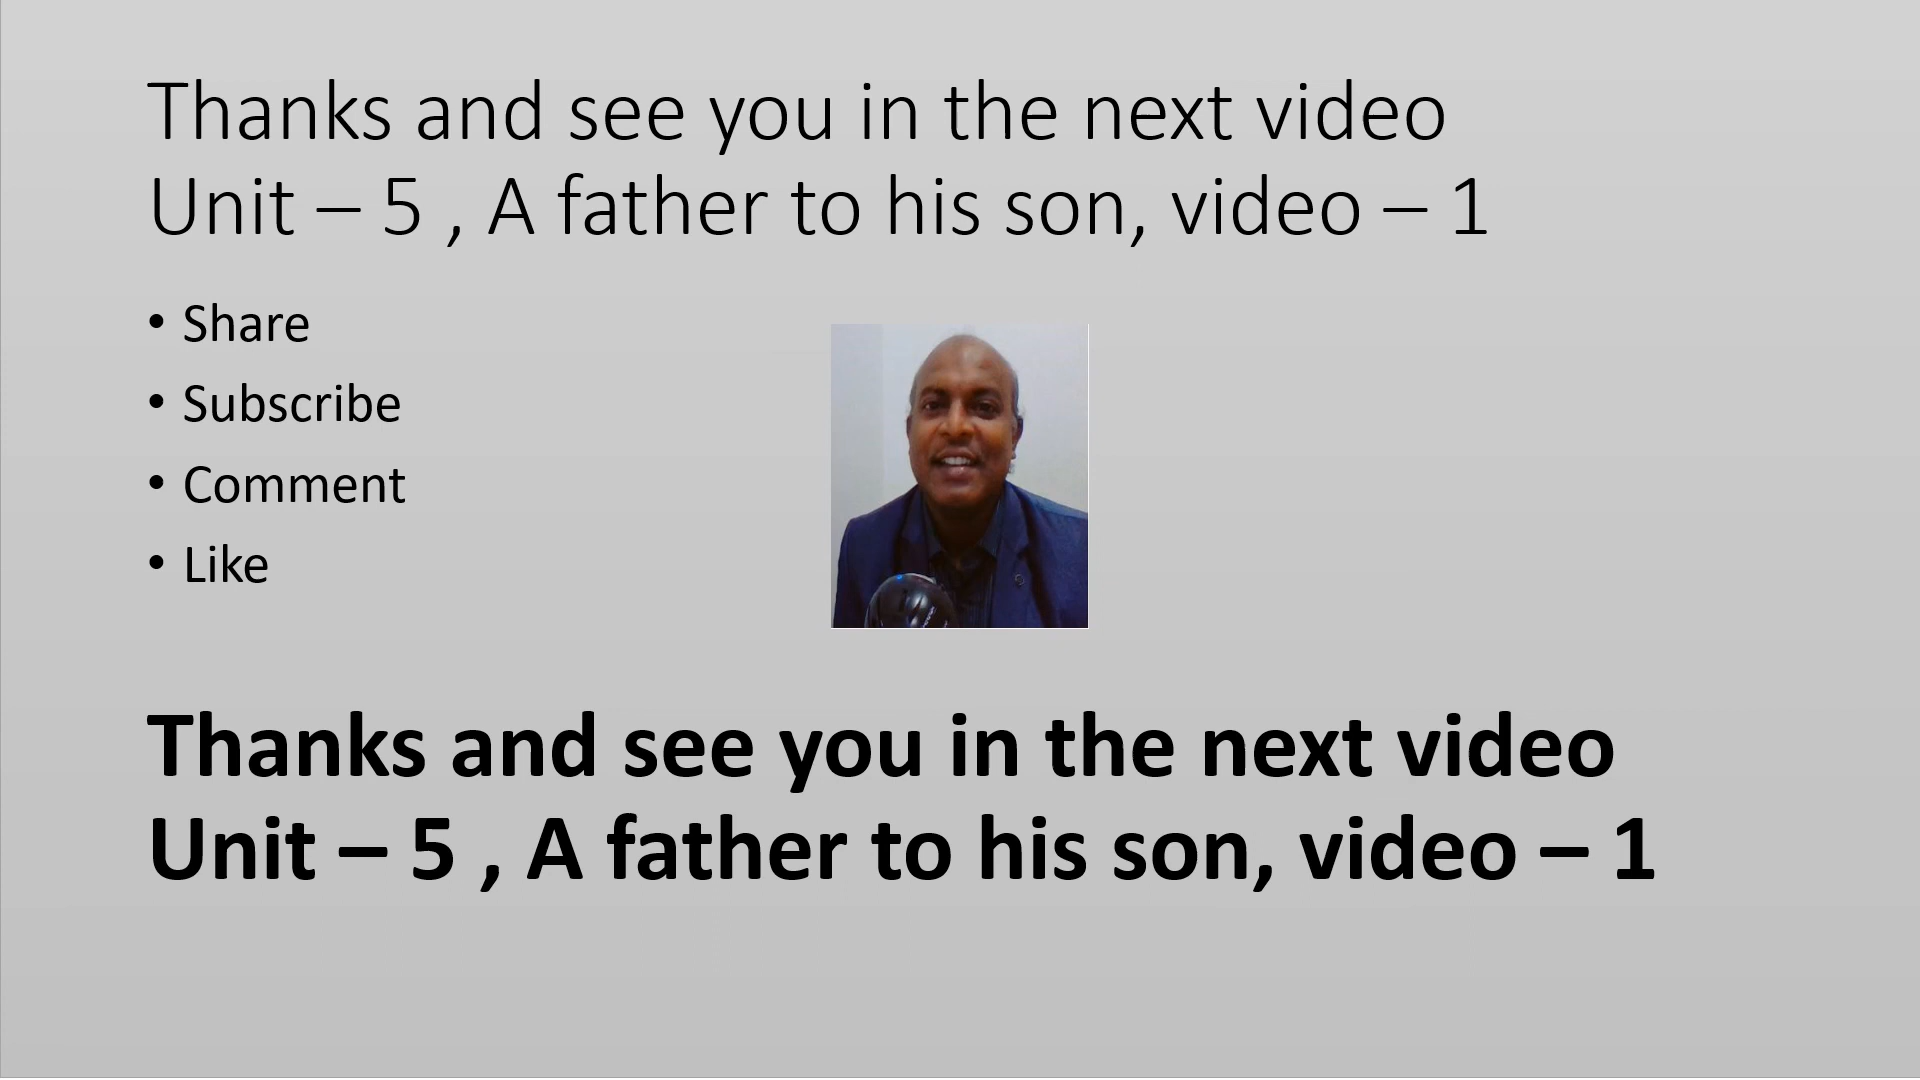 Thanks and see you in the next video
Unit – 5 , A father to his son, video – 1
• Share
• Subscribe
• Comment
• Like
Thanks and see you in the next video
Unit – 5 , A father to his son, video – 1